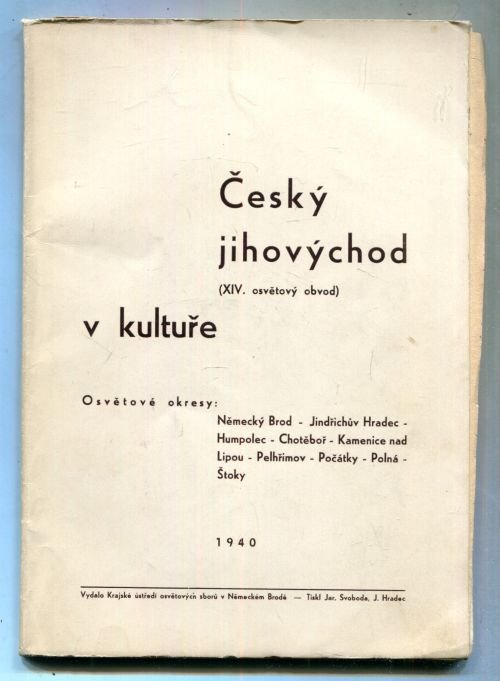 Český
jihovýchod
(XIV. osvětový obvod)
v kultuře
Osvětové okresy:
Německý Brod - Jindřichův Hradec -
Humpolec - Chotěboř - Kamenice nad
Lipou - Pelhřimov - Počátky - Polná -
Štoky
1940
Vydalo Krajské ústředí osvětových sborů v Německém Brodě — Tiskl Jar. Svoboda, J. Hradec